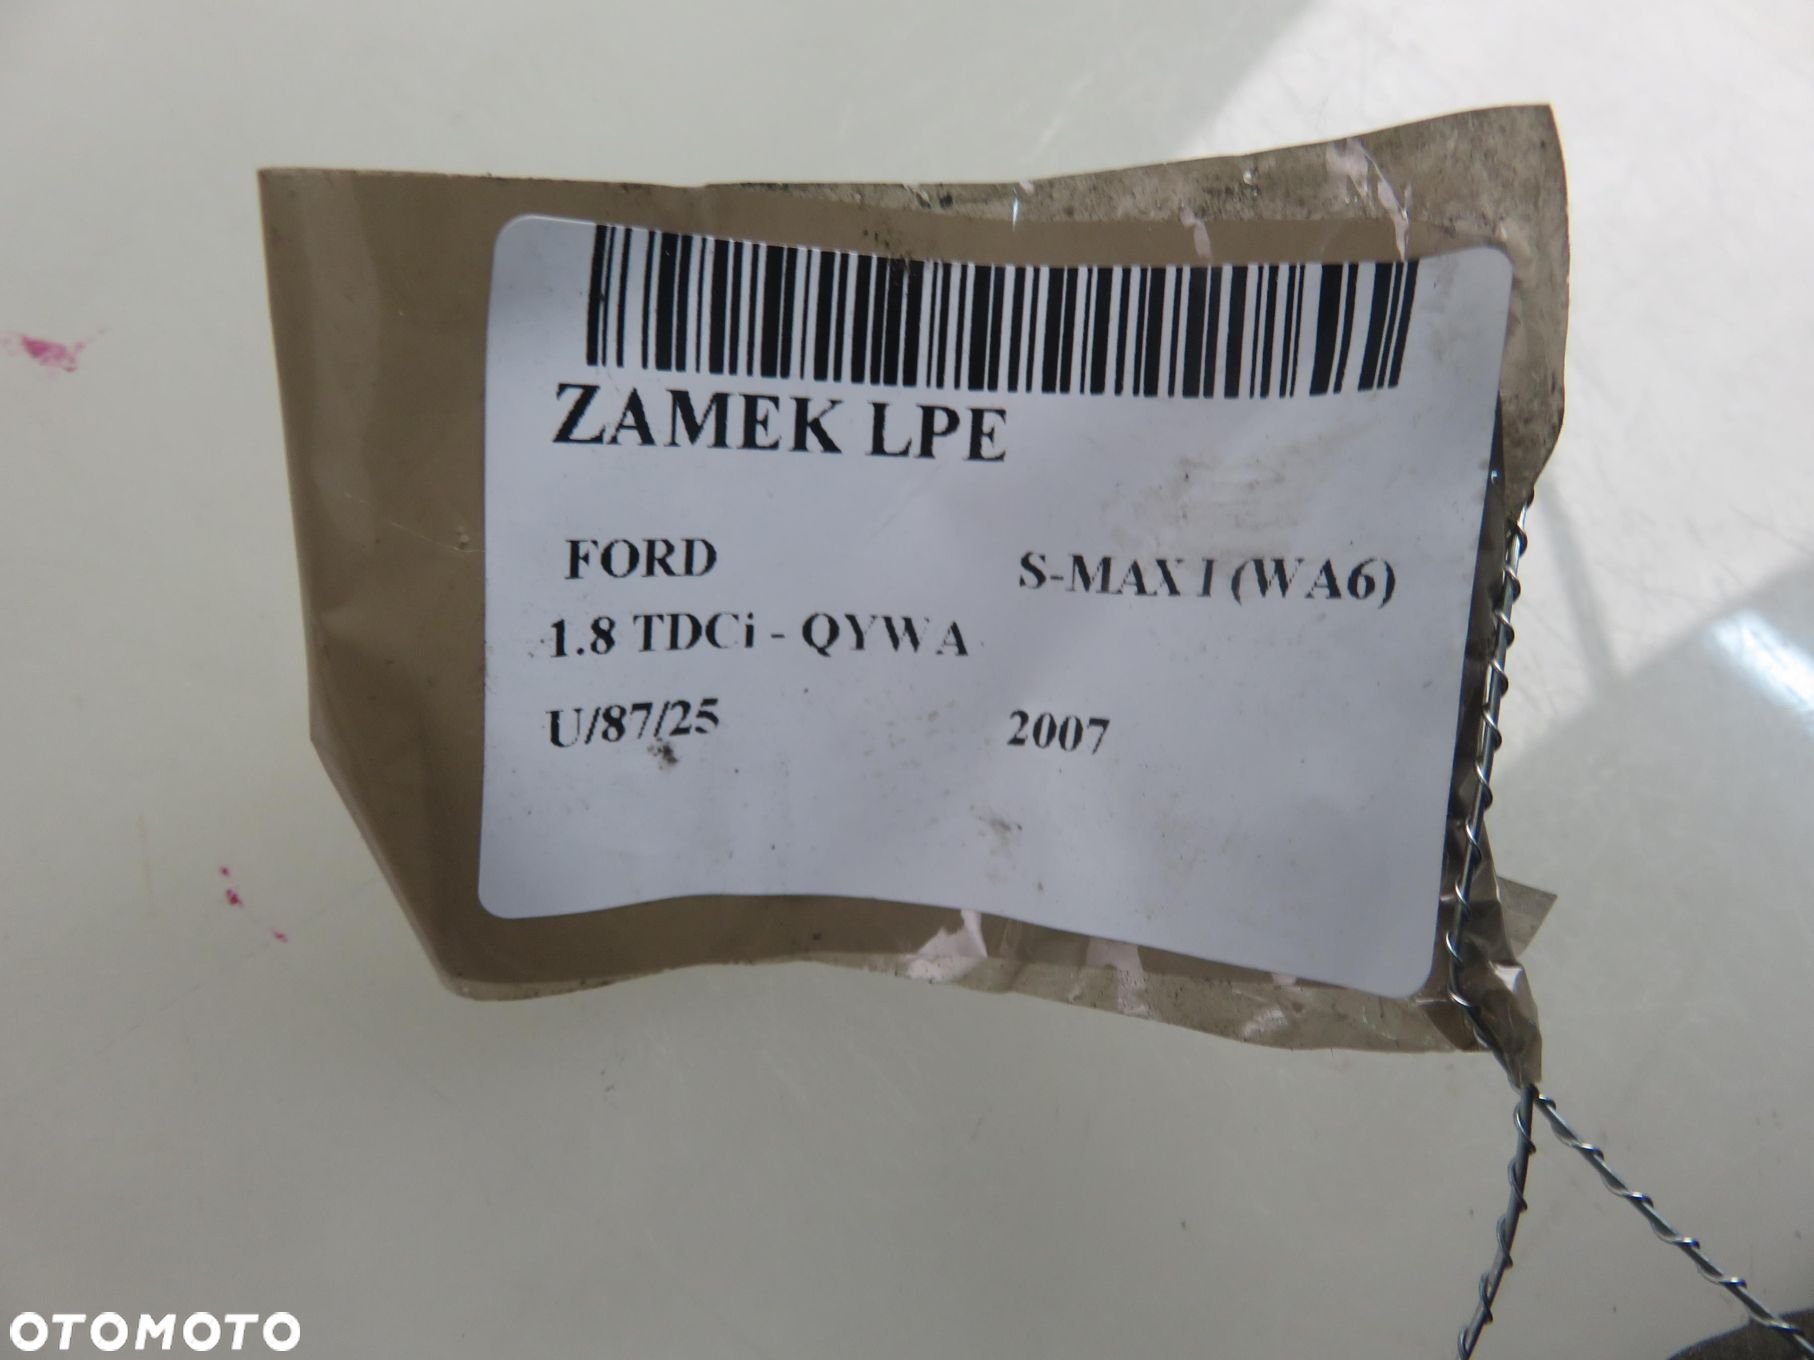 ZAMEK LPE
FORD S-MAX I (WA6)
1.8 TDCi - QYWA
U/87/25 2007
OTOMOTO